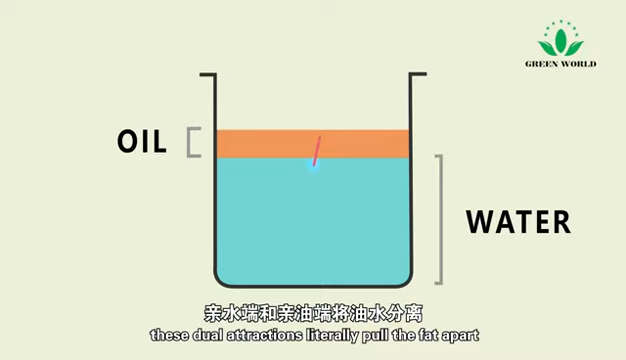 GREEN WORLD
OIL
WATER
亲水端和亲油端将油水分离
these dual attractions literally pull the fat apart